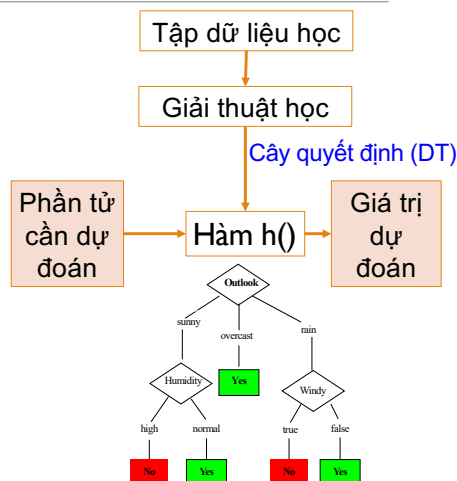 Tập dữ liệu học
Giải thuật học
Cây quyết định (DT)
Phần tử
cần dự
đoán
Hàm h()
Giá trị
dự
đoán
Outlook
sunny
overcast
rain
Humidity
Yes
Windy
high
normal
true
false
No
Yes
No
Yes